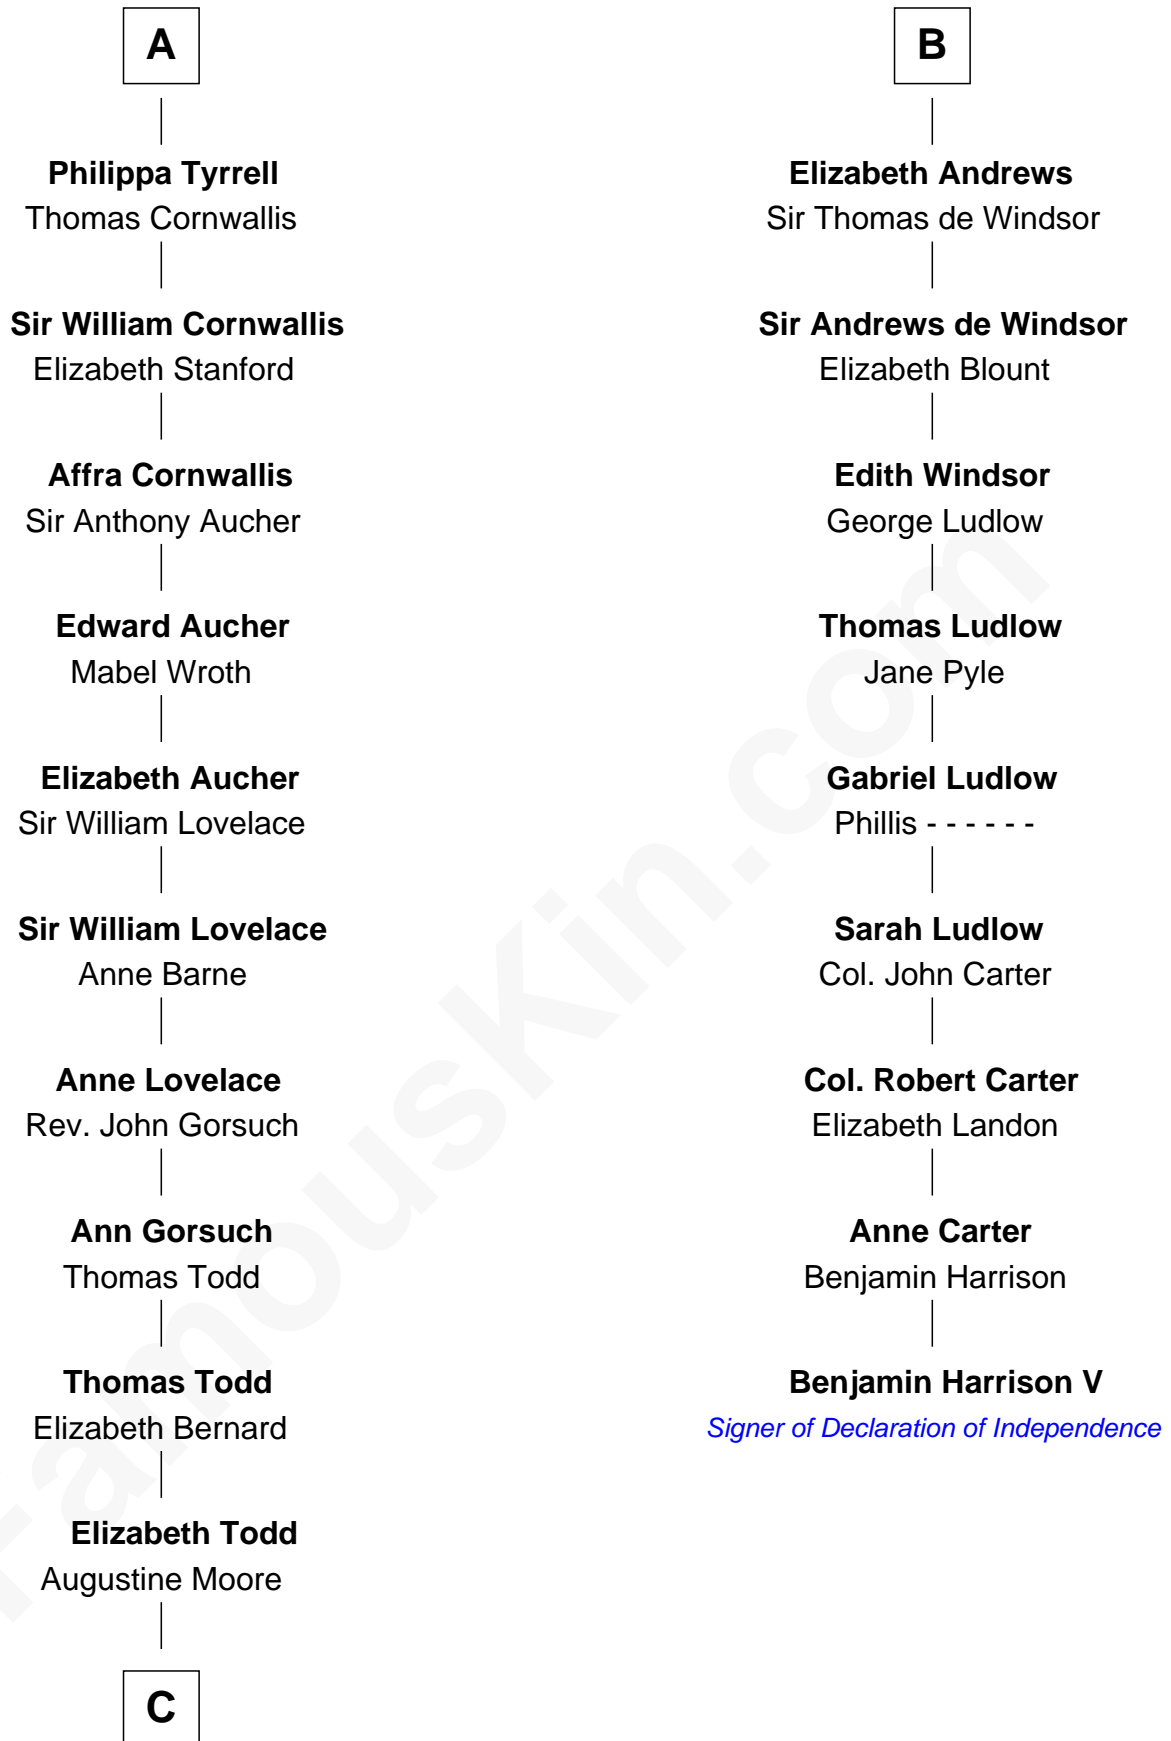 A
Philippa Tyrrell
Thomas Cornwallis
Sir William Cornwallis
Elizabeth Stanford
Affra Cornwallis
Sir Anthony Aucher
Edward Aucher
Mabel Wroth
Elizabeth Aucher
Sir William Lovelace
Sir William Lovelace
Anne Barne
Anne Lovelace
Rev. John Gorsuch
Ann Gorsuch
Thomas Todd
Thomas Todd
Elizabeth Bernard
Elizabeth Todd
Augustine Moore
C
B
Elizabeth Andrews
Sir Thomas de Windsor
Sir Andrews de Windsor
Elizabeth Blount
Edith Windsor
George Ludlow
Thomas Ludlow
Jane Pyle
Gabriel Ludlow
Phillis - - - - - -
Sarah Ludlow
Col. John Carter
Col. Robert Carter
Elizabeth Landon
Anne Carter
Benjamin Harrison
Benjamin Harrison V
Signer of Declaration of Independence
FamousKin.com